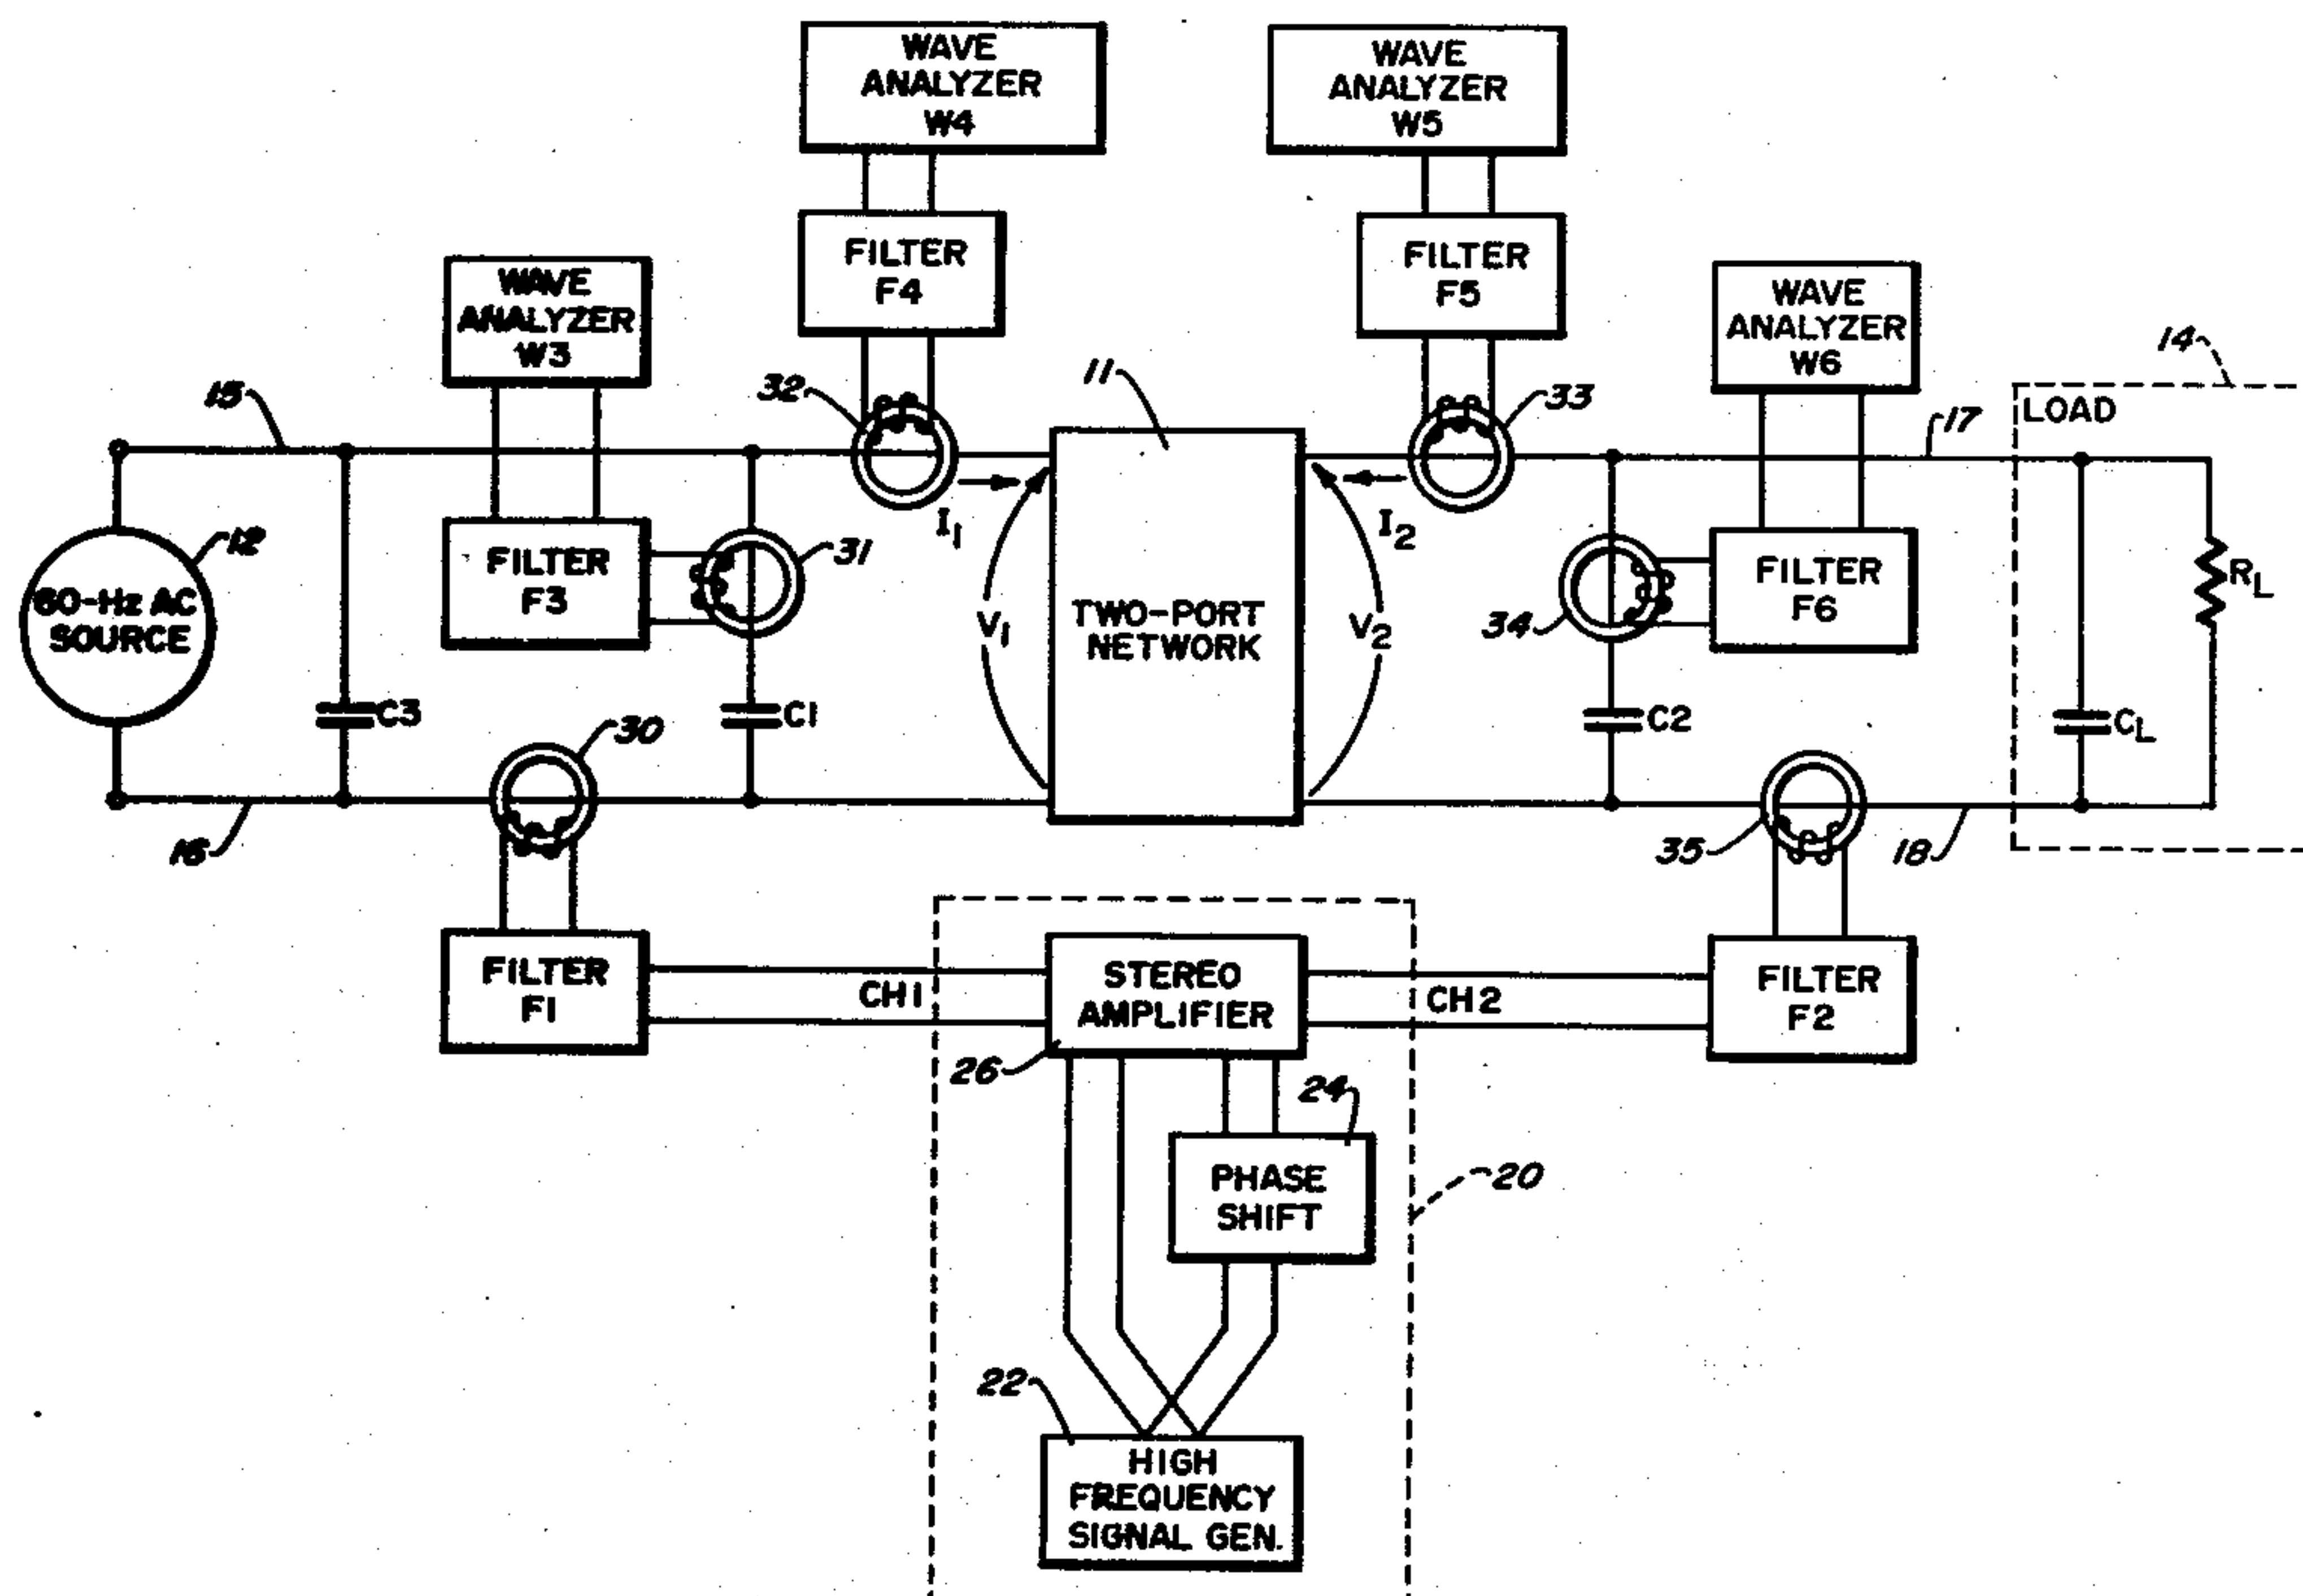 WAVE
ANALYZER
W4
WAVE
ANALYZER
W5
FILTER
F4
FILTER
F5
WAVE
ANALYZER
W3
WAVE
ANALYZER
W6
14
LOAD
15
32
11
33
17
12
60-Hz AC
SOURCE
FILTER
F3
31
I1
I2
V1
TWO-PORT
NETWORK
V2
34
FILTER
F6
RL
C3
30
C1
C2
CL
16
35
18
FILTER
F1
CH1
STEREO
AMPLIFIER
CH2
FILTER
F2
26
24
PHASE
SHIFT
20
22
HIGH
FREQUENCY
SIGNAL GEN.